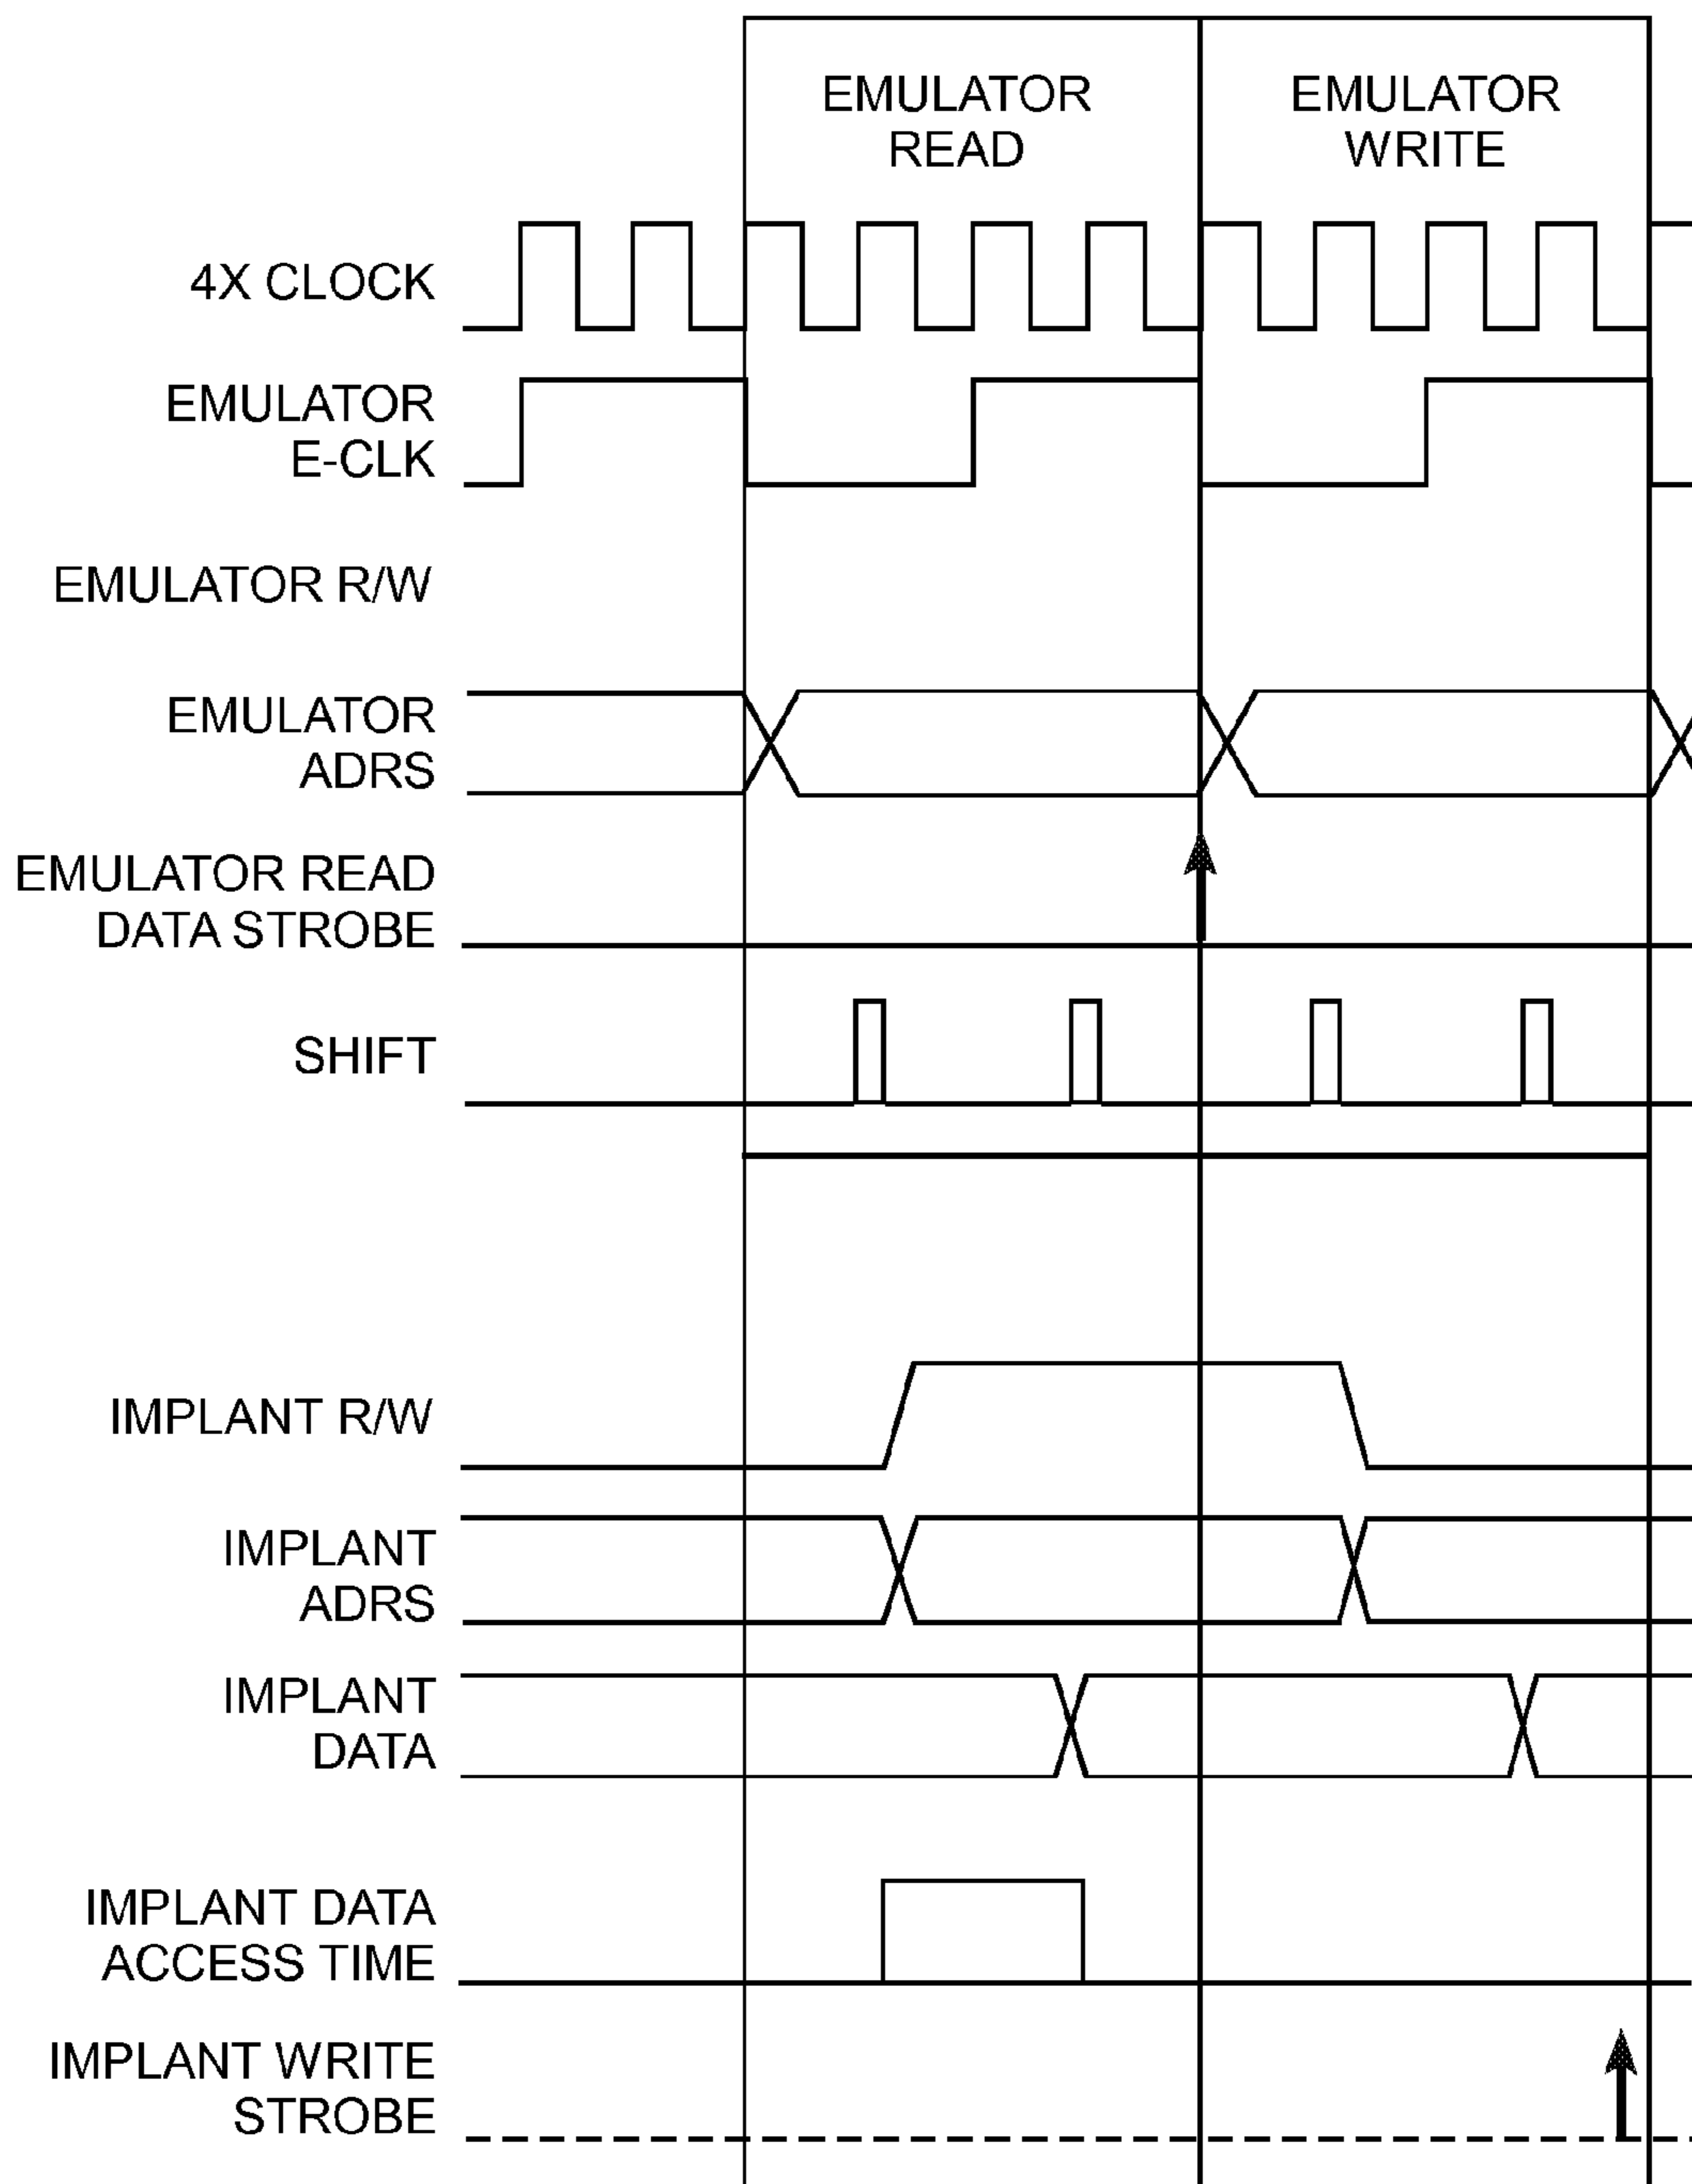 EMULATOR
READ
EMULATOR
WRITE
4X CLOCK
EMULATOR
E-CLK
EMULATOR R/W
EMULATOR
ADRS
EMULATOR READ
DATA STROBE
SHIFT
IMPLANT R/W
IMPLANT
ADRS
IMPLANT
DATA
IMPLANT DATA
ACCESS TIME
IMPLANT WRITE
STROBE